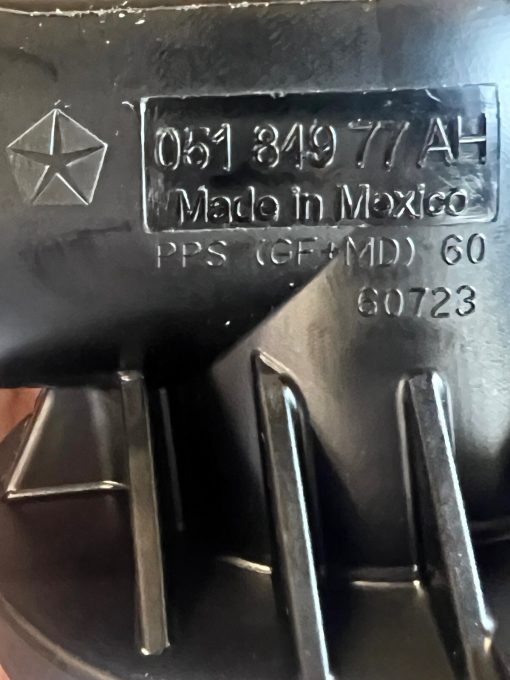 051 849 77 AH
Made in Mexico
PPS (GF+MD) 60
60723